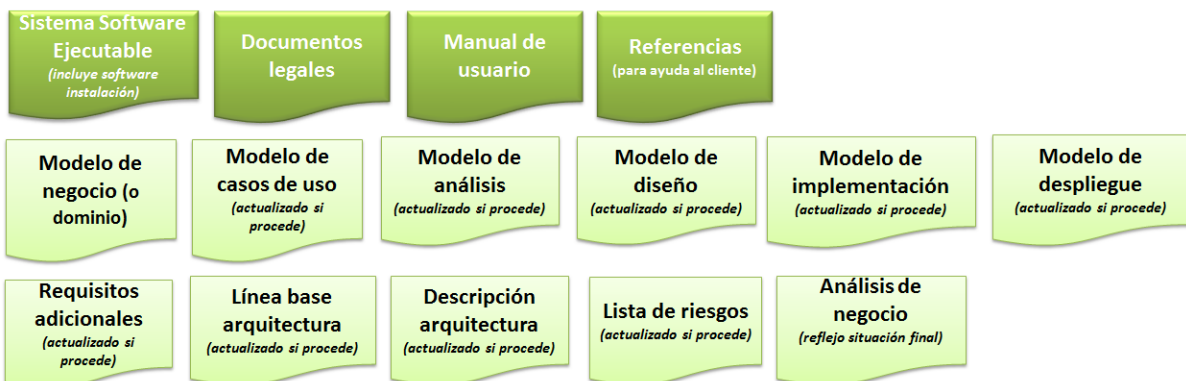 Sistema Software
Ejecutable
(incluye software
instalación)
Documentos
legales
Manual de
usuario
Referencias
(para ayuda al cliente)
Modelo de
negocio (o
dominio)
Modelo de
casos de uso
(actualizado si
procede)
Modelo de
análisis
(actualizado si procede)
Modelo de
diseño
(actualizado si procede)
Modelo de
implementación
(actualizado si procede)
Modelo de
despliegue
(actualizado si procede)
Requisitos
adicionales
(actualizado si
procede)
Línea base
arquitectura
(actualizado si procede)
Descripción
arquitectura
(actualizado si procede)
Lista de riesgos
(actualizado si procede)
Análisis de
negocio
(reflejo situación final)